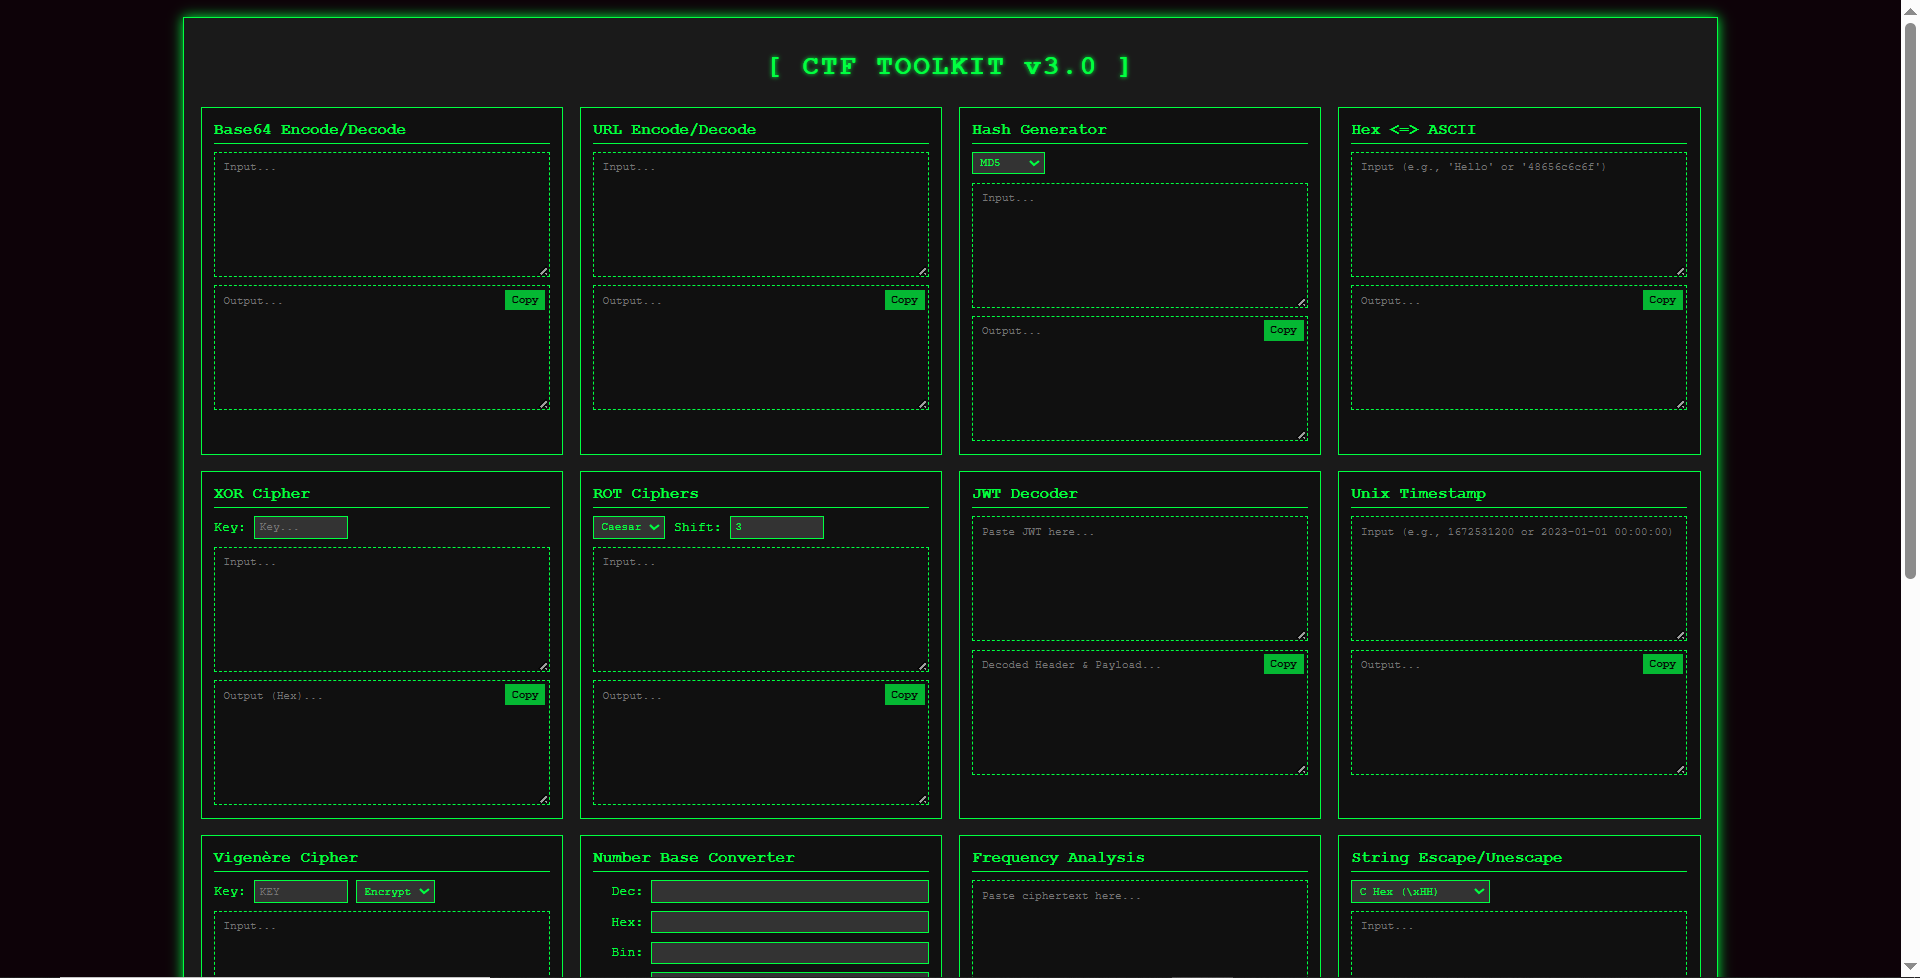 [ CTF TOOLKIT v3.0 ]
Base64 Encode/Decode
Input...
Output...
Copy
URL Encode/Decode
Input...
Output...
Copy
Hash Generator
MD5
Input...
Output...
Copy
Hex <=> ASCII
Input (e.g., 'Hello' or '48656c6c6f')
Output...
Copy
XOR Cipher
Key: Key...
Input...
Output (Hex)...
Copy
ROT Ciphers
Caesar Shift: 3
Input...
Output...
Copy
JWT Decoder
Paste JWT here...
Decoded Header & Payload...
Copy
Unix Timestamp
Input (e.g., 1672531200 or 2023-01-01 00:00:00)
Output...
Copy
Vigenère Cipher
Key: KEY Encrypt
Input...
Number Base Converter
Dec:
Hex:
Bin:
Frequency Analysis
Paste ciphertext here...
String Escape/Unescape
C Hex (\xHH)
Input...